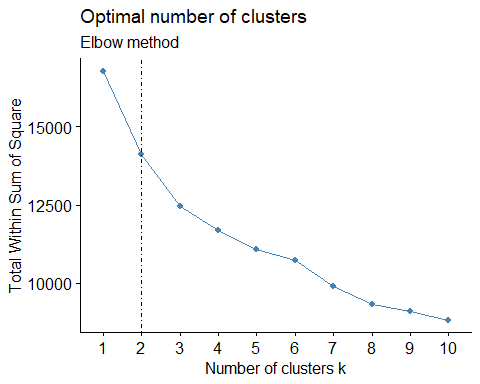 Optimal number of clusters
Elbow method
Total Within Sum of Square
15000
12500
10000
1 2 3 4 5 6 7 8 9 10
Number of clusters k